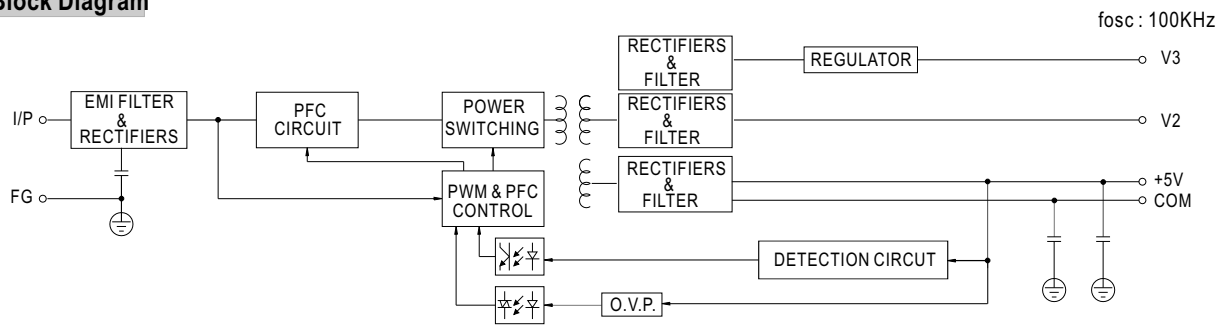 Block Diagram
fosc : 100KHz
RECTIFIERS
&
FILTER
REGULATOR
V3
I/P
EMI FILTER
&
RECTIFIERS
PFC
CIRCUIT
POWER
SWITCHING
RECTIFIERS
&
FILTER
V2
FG
PWM & PFC
CONTROL
RECTIFIERS
&
FILTER
+5V
COM
DETECTION CIRCUT
O.V.P.